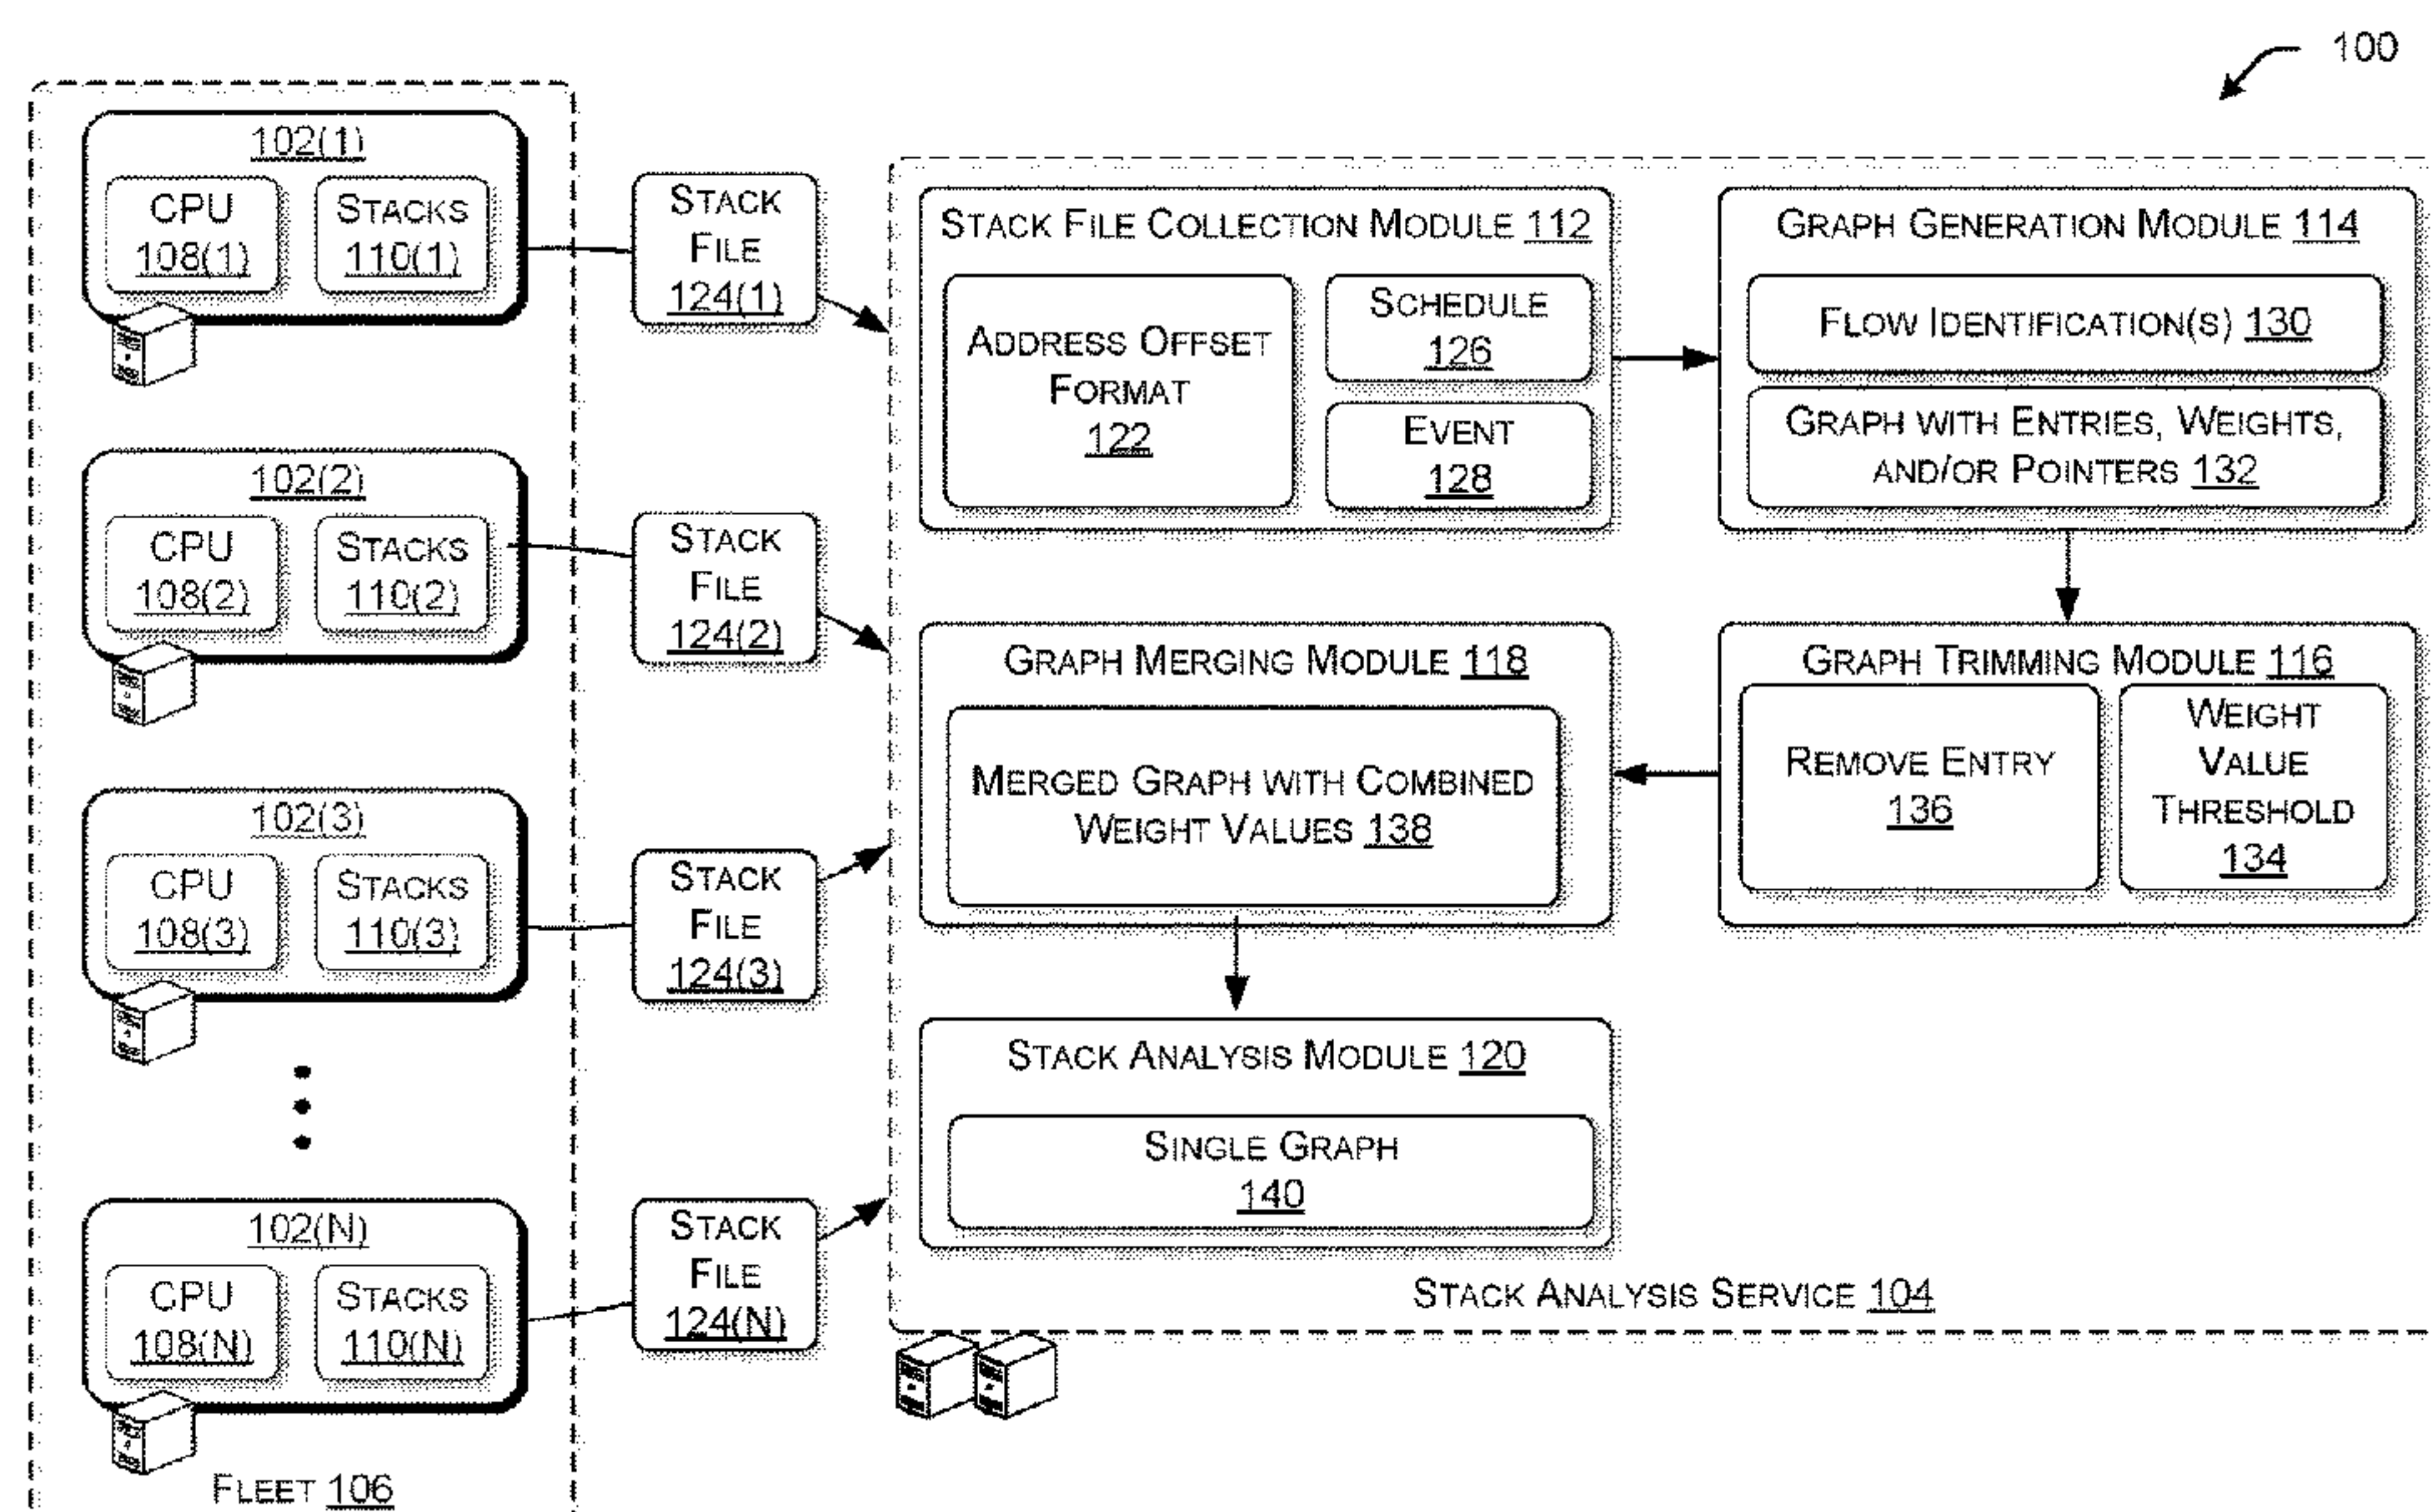 100
102(1)
CPU
108(1)
STACKS
110(1)
STACK
FILE
124(1)
102(2)
CPU
108(2)
STACKS
110(2)
STACK
FILE
124(2)
102(3)
CPU
108(3)
STACKS
110(3)
STACK
FILE
124(3)
102(N)
CPU
108(N)
STACKS
110(N)
STACK
FILE
124(N)
FLEET 106
STACK FILE COLLECTION MODULE 112
ADDRESS OFFSET
FORMAT
122
SCHEDULE
126
EVENT
128
GRAPH GENERATION MODULE 114
FLOW IDENTIFICATION(S) 130
GRAPH WITH ENTRIES, WEIGHTS,
AND/OR POINTERS 132
GRAPH MERGING MODULE 118
MERGED GRAPH WITH COMBINED
WEIGHT VALUES 138
GRAPH TRIMMING MODULE 116
REMOVE ENTRY
136
WEIGHT
VALUE
THRESHOLD
134
STACK ANALYSIS MODULE 120
SINGLE GRAPH
140
STACK ANALYSIS SERVICE 104